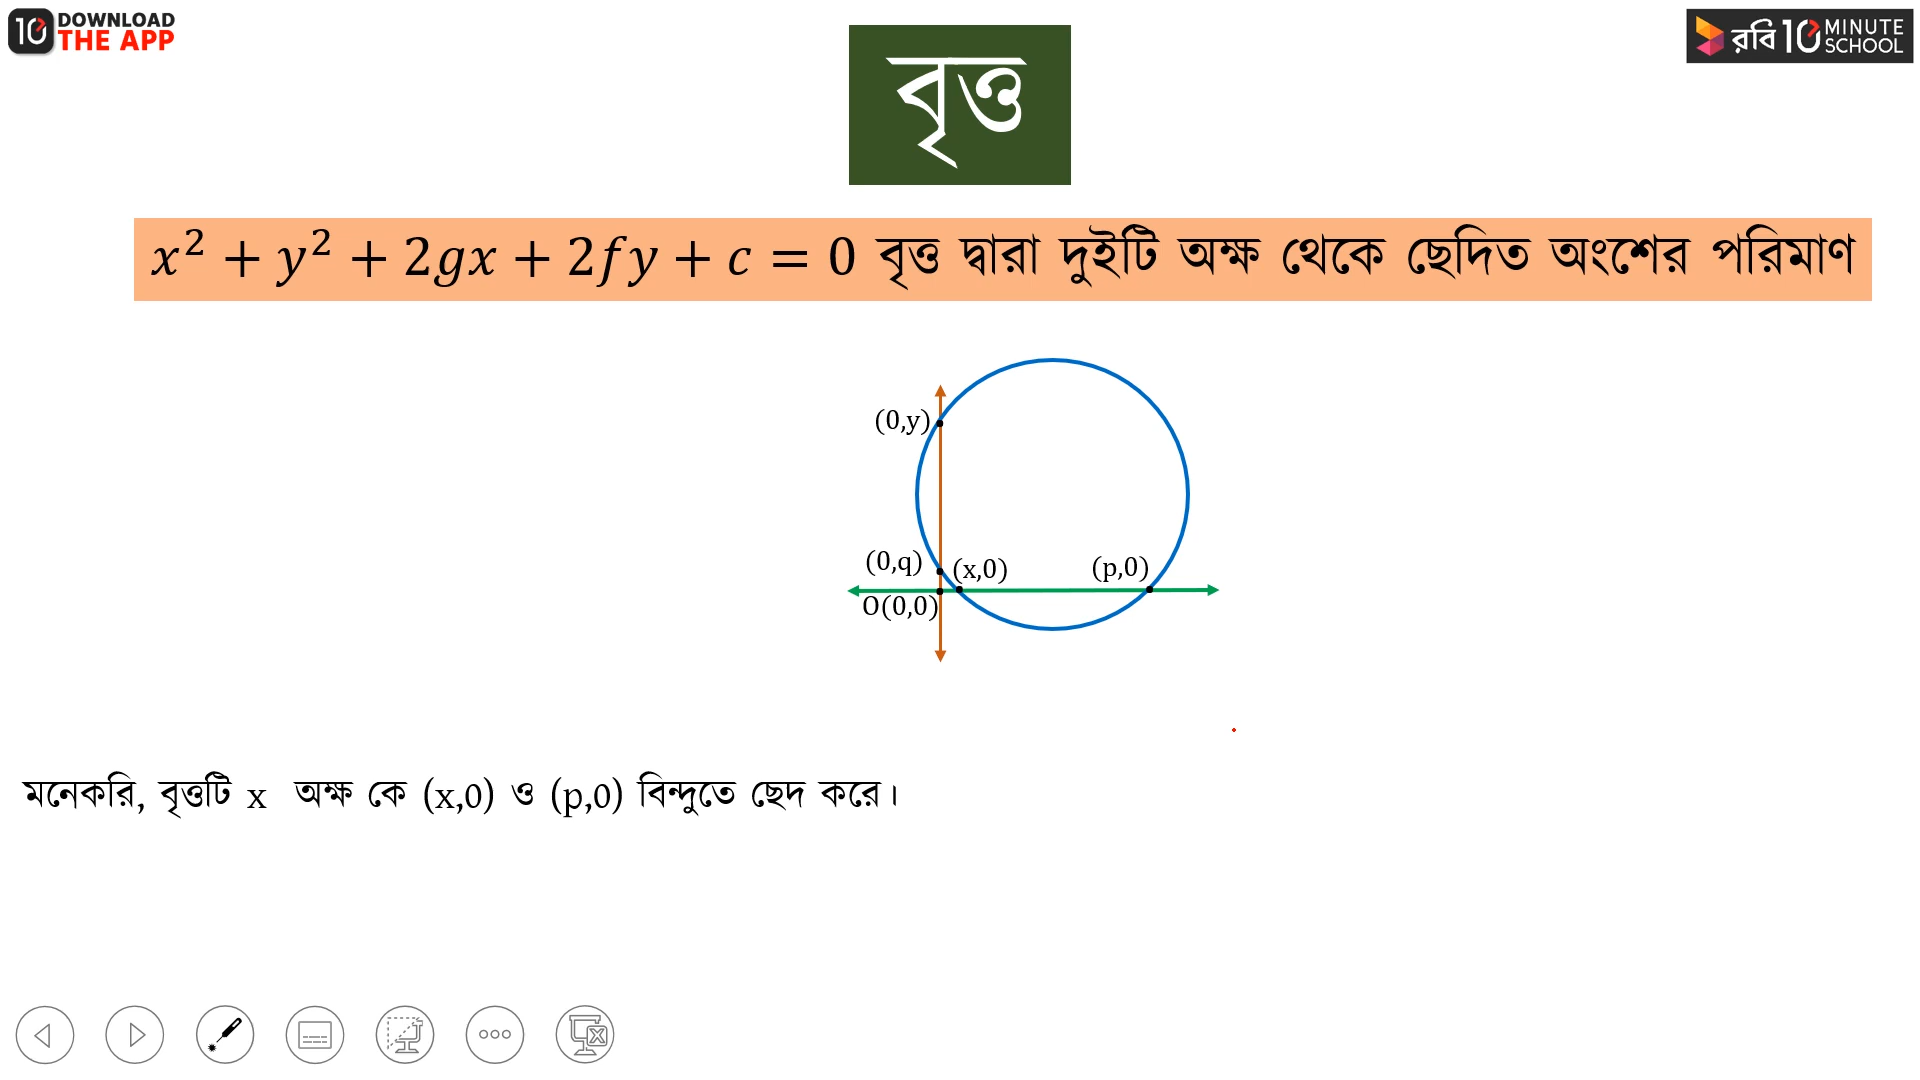 10 DOWNLOAD
THE APP
রবি 10 MINUTE
SCHOOL
বৃত্ত
x² + y² + 2gx + 2fy + c = 0 বৃত্ত দ্বারা দুইটি অক্ষ থেকে ছেদিত অংশের পরিমাণ
(0,y)
(0,q)
(x,0)
(p,0)
O(0,0)
মনেকরি, বৃত্তটি x অক্ষ কে (x,0) ও (p,0) বিন্দুতে ছেদ করে।